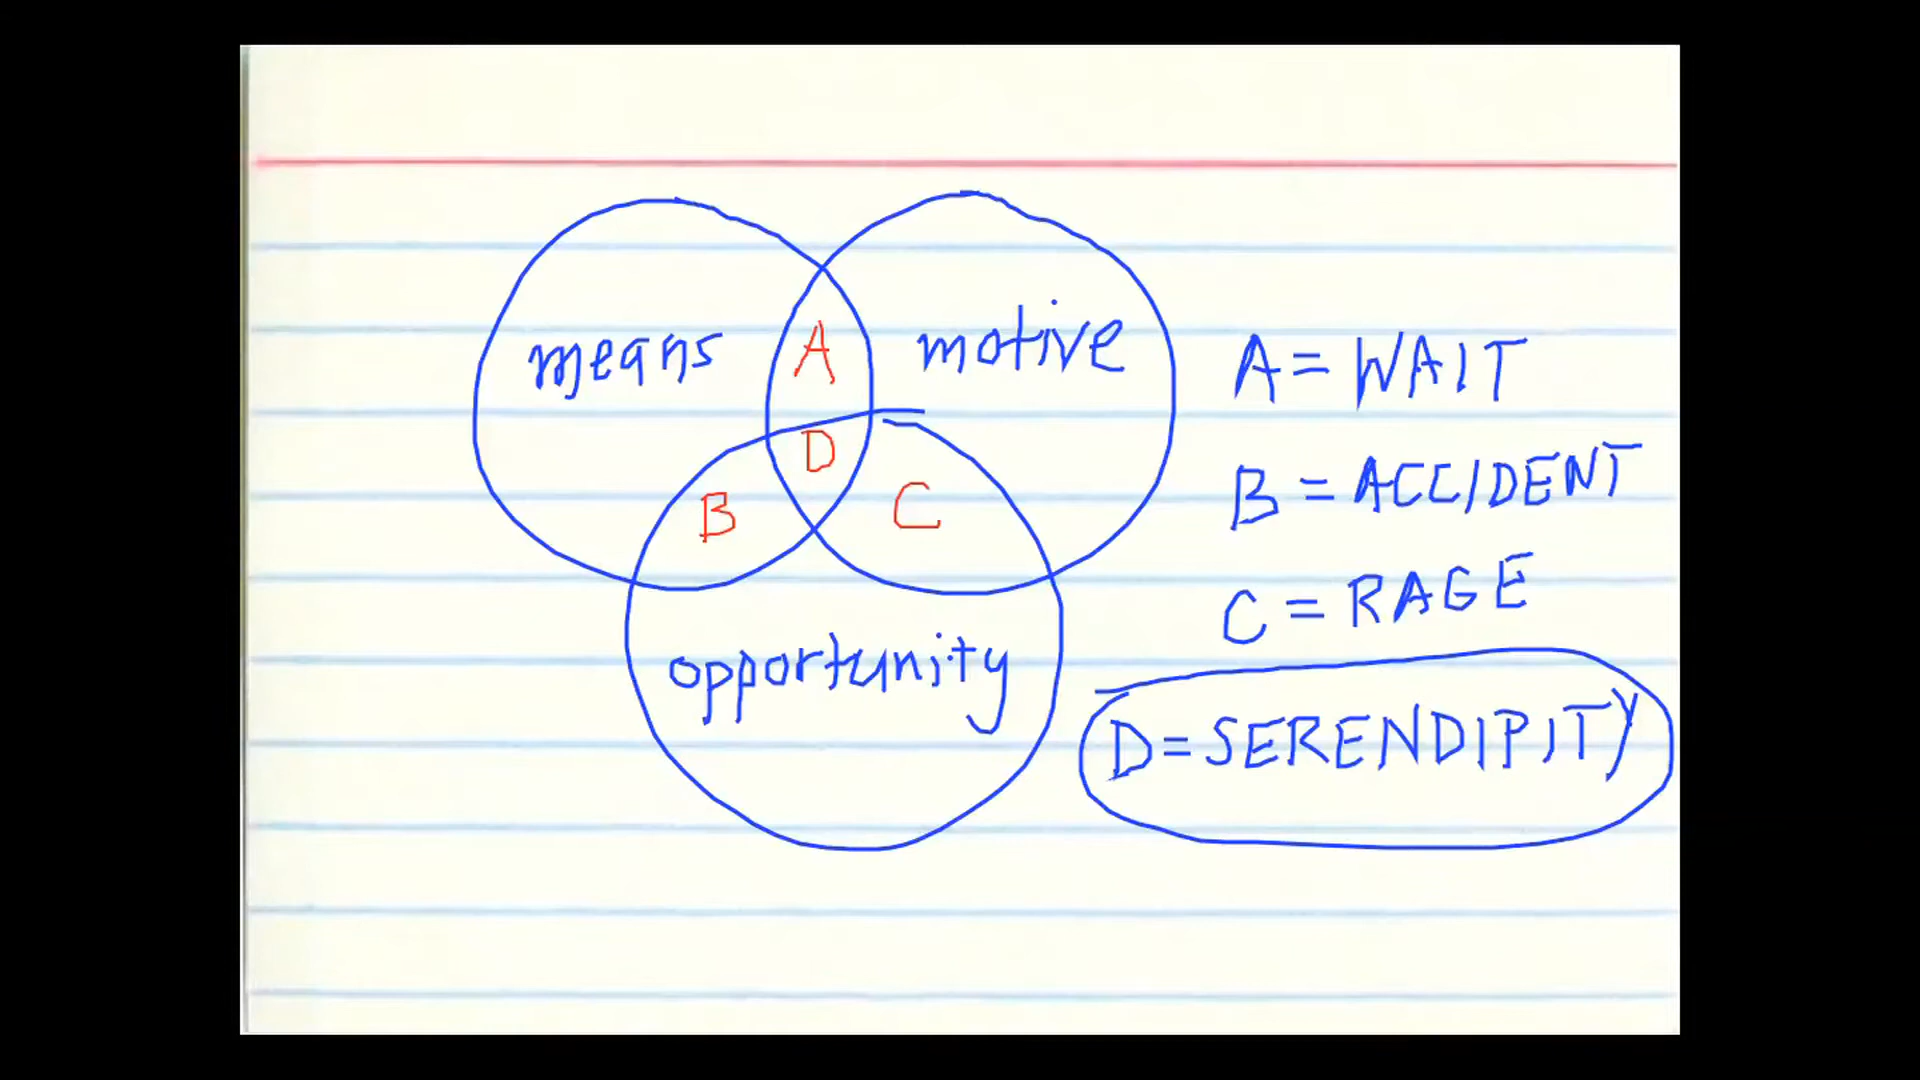 means
A
motive
D
B
C
opportunity
A = WAIT
B = ACCIDENT
C = RAGE
D = SERENDIPITY